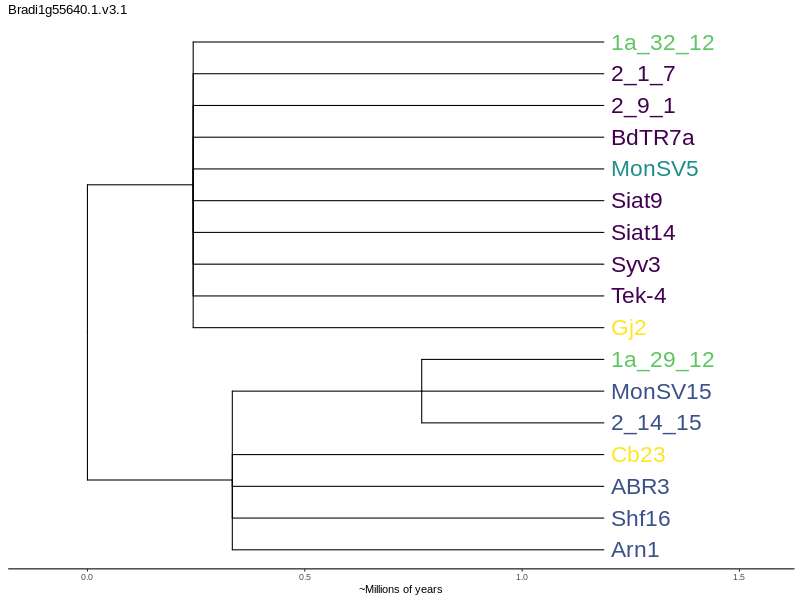 Bradi1g55640.1.v3.1
1a_32_12
2_1_7
2_9_1
BdTR7a
MonSV5
Siat9
Siat14
Syv3
Tek-4
Gj2
1a_29_12
MonSV15
2_14_15
Cb23
ABR3
Shf16
Arn1
0.0 0.5 1.0 1.5
~Millions of years